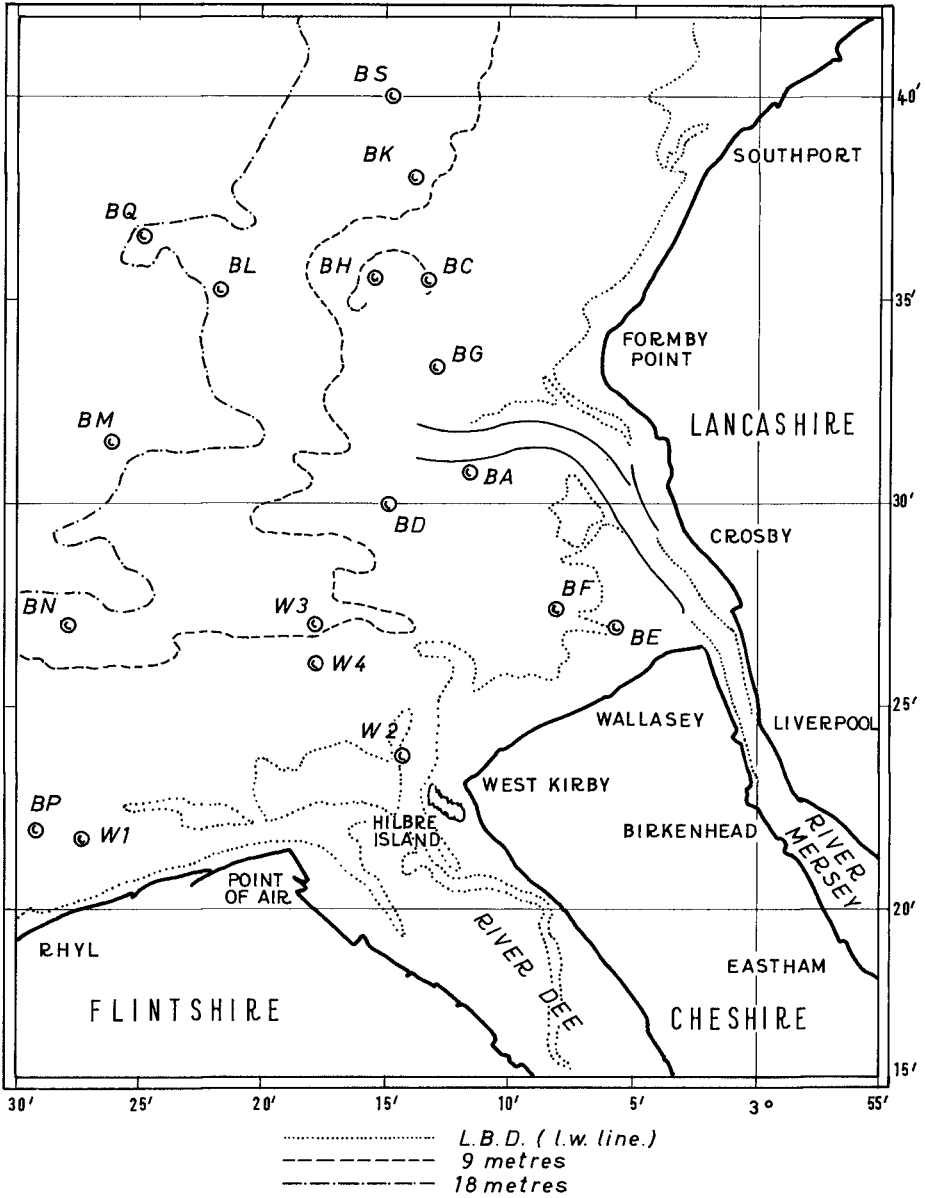 BS
40'
BK
SOUTHPORT
BQ
BL
BH
BC
35'
BG
FORMBY
POINT
BM
LANCASHIRE
BA
30'
BD
CROSBY
BN
W3
BF
BE
W4
25'
W2
WALLASEY
LIVERPOOL
WEST KIRBY
BP
W1
HILBRE
ISLAND
BIRKENHEAD
RIVER
MERSEY
POINT
OF AIR
20'
RHYL
RIVER DEE
EASTHAM
FLINTSHIRE
CHESHIRE
15'
30' 25' 20' 15' 10' 5' 3° 55'
L.B.D. ( l.w. line.)
9 metres
18 metres